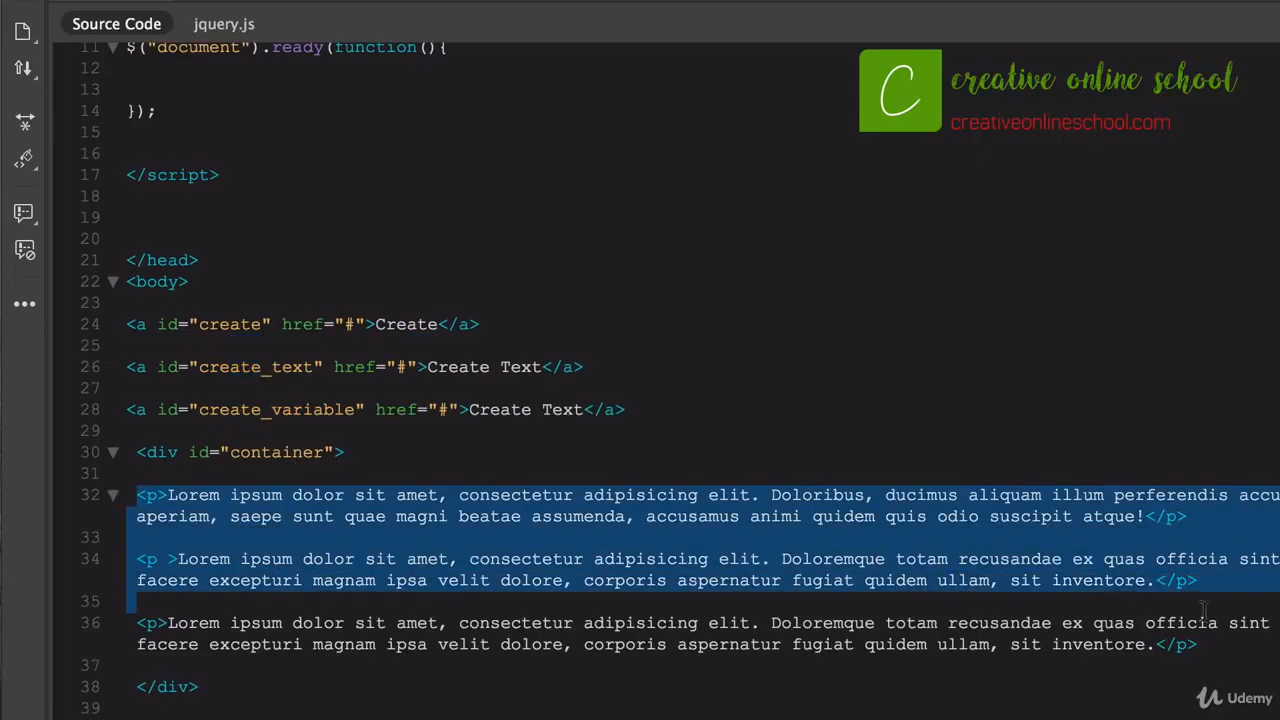 Source Code jquery.js
11 $("document").ready(function(){
12
13
14 });
15
16
17 </script>
18
19
20
21 </head>
22 <body>
23
24 <a id="create" href="#">Create</a>
25
26 <a id="create_text" href="#">Create Text</a>
27
28 <a id="create_variable" href="#">Create Text</a>
29
30 <div id="container">
31
32 <p>Lorem ipsum dolor sit amet, consectetur adipisicing elit. Doloribus, ducimus aliquam illum perferendis accu
aperiam, saepe sunt quae magni beatae assumenda, accusamus animi quidem quis odio suscipit atque!</p>
33
34 <p >Lorem ipsum dolor sit amet, consectetur adipisicing elit. Doloremque totam recusandae ex quas officia sint
facere excepturi magnam ipsa velit dolore, corporis aspernatur fugiat quidem ullam, sit inventore.</p>
35
36 <p>Lorem ipsum dolor sit amet, consectetur adipisicing elit. Doloremque totam recusandae ex quas officia sint
facere excepturi magnam ipsa velit dolore, corporis aspernatur fugiat quidem ullam, sit inventore.</p>
37
38 </div>
39
C creative online school
creativeonlineschool.com
Udemy